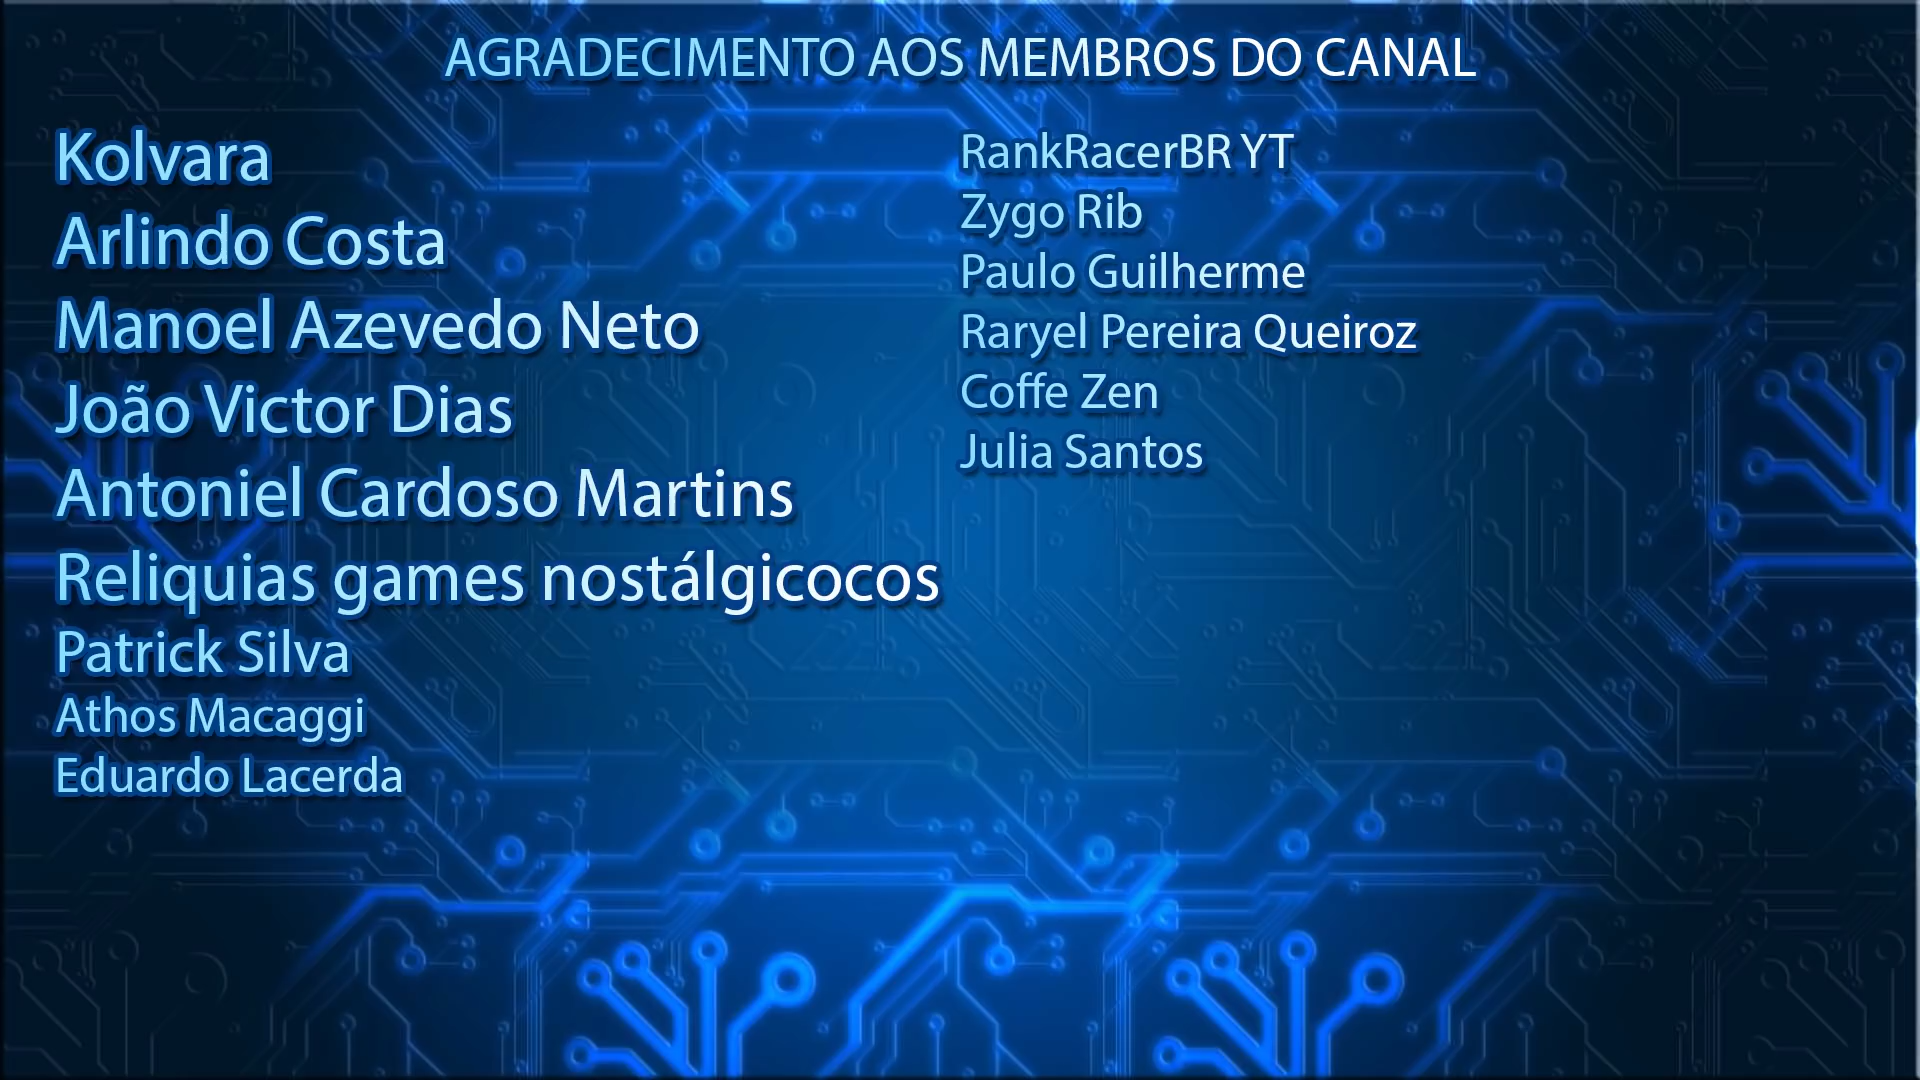 AGRADECIMENTO AOS MEMBROS DO CANAL
Kolvara
Arlindo Costa
Manoel Azevedo Neto
João Victor Dias
Antoniel Cardoso Martins
Reliquias games nostálgicocos
Patrick Silva
Athos Macaggi
Eduardo Lacerda
RankRacerBR YT
Zygo Rib
Paulo Guilherme
Raryel Pereira Queiroz
Coffe Zen
Julia Santos